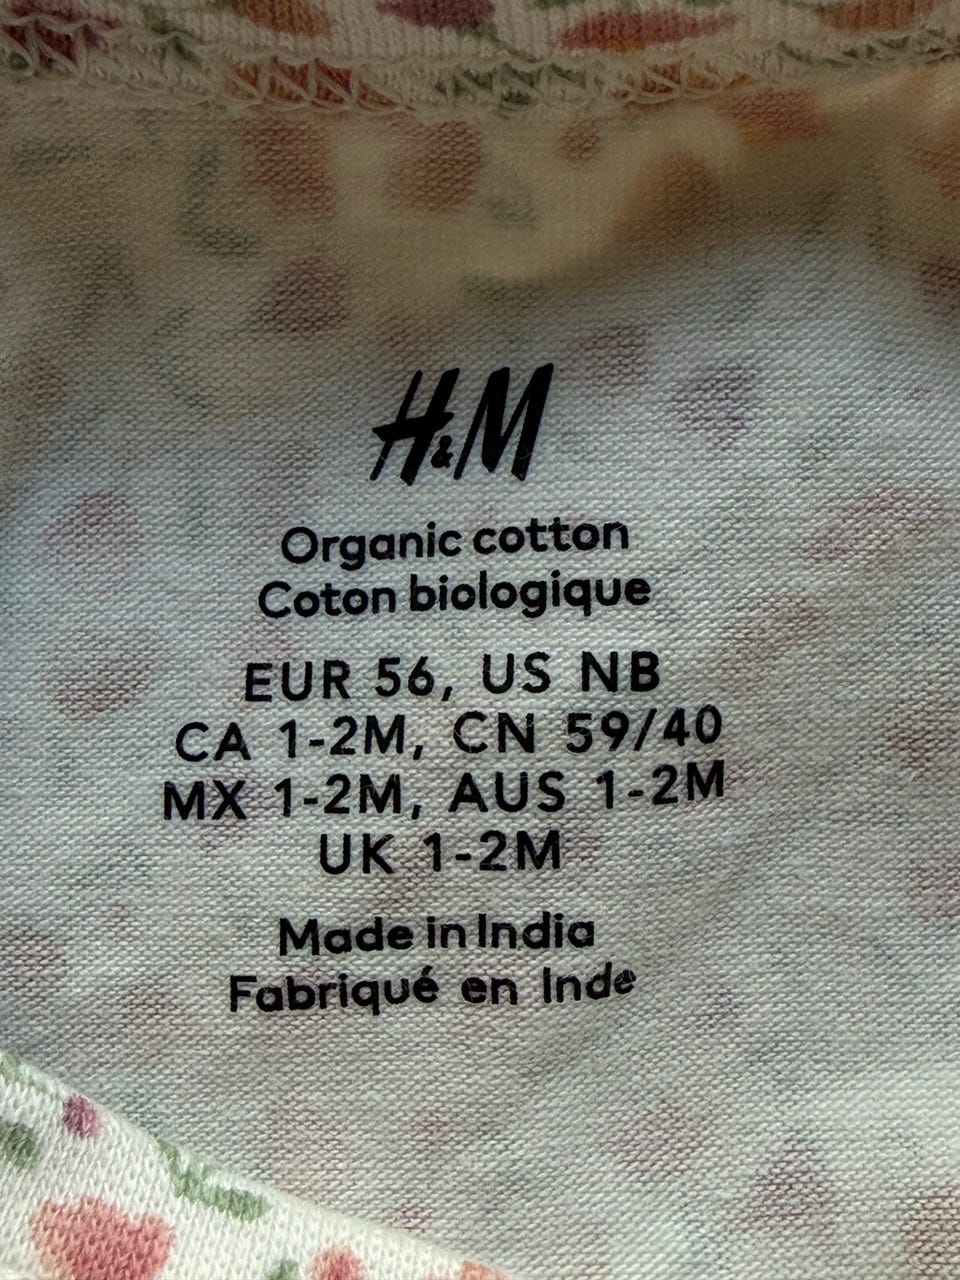 H&M
Organic cotton
Coton biologique
EUR 56, US NB
CA 1-2M, CN 59/40
MX 1-2M, AUS 1-2M
UK 1-2M
Made in India
Fabriqué en Inde